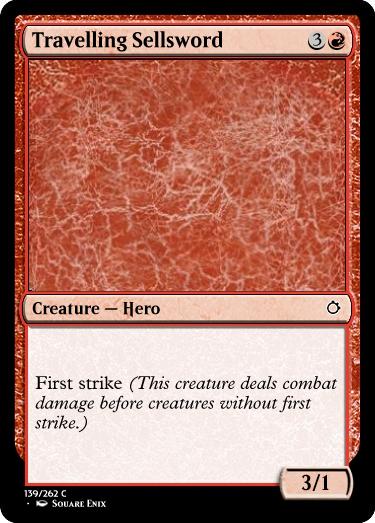 Travelling Sellsword 3
Creature — Hero
First strike (This creature deals combat
damage before creatures without first
strike.)
3/1
139/262 C
· Square Enix